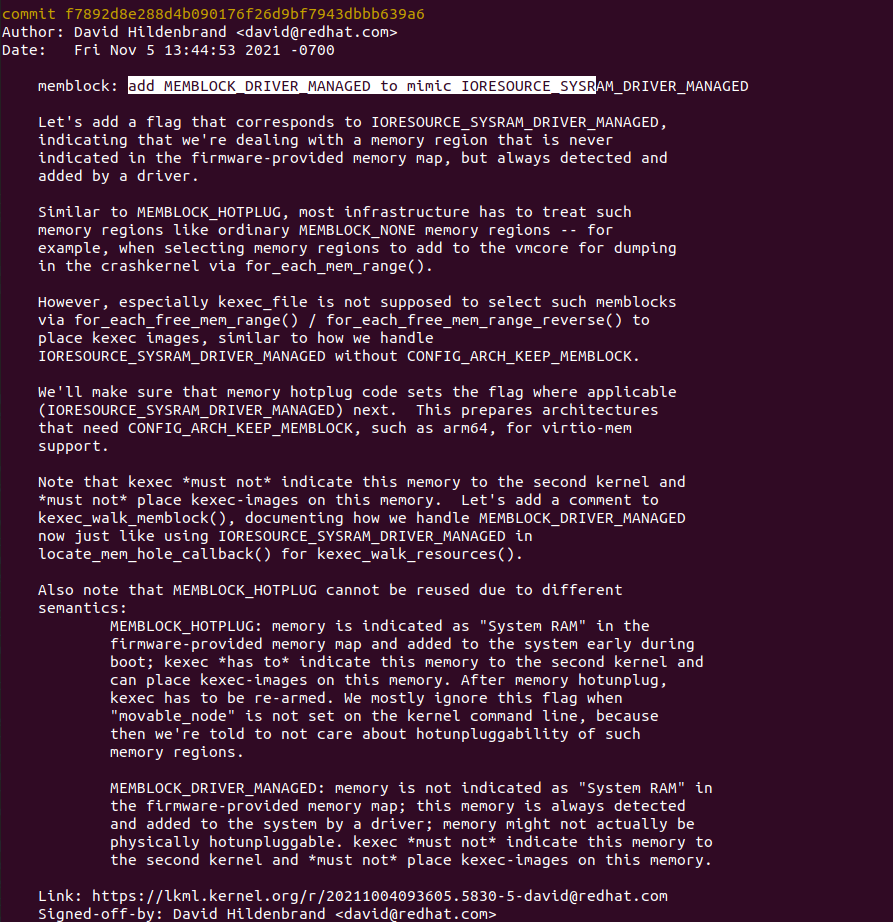 commit f7892d8e288d4b090176f26d9bf7943dbbb639a6
Author: David Hildenbrand <david@redhat.com>
Date:   Fri Nov 5 13:44:53 2021 -0700
memblock: add MEMBLOCK_DRIVER_MANAGED to mimic IORESOURCE_SYSRAM_DRIVER_MANAGED
Let's add a flag that corresponds to IORESOURCE_SYSRAM_DRIVER_MANAGED,
indicating that we're dealing with a memory region that is never
indicated in the firmware-provided memory map, but always detected and
added by a driver.
Similar to MEMBLOCK_HOTPLUG, most infrastructure has to treat such
memory regions like ordinary MEMBLOCK_NONE memory regions -- for
example, when selecting memory regions to add to the vmcore for dumping
in the crashkernel via for_each_mem_range().
However, especially kexec_file is not supposed to select such memblocks
via for_each_free_mem_range() / for_each_free_mem_range_reverse() to
place kexec images, similar to how we handle
IORESOURCE_SYSRAM_DRIVER_MANAGED without CONFIG_ARCH_KEEP_MEMBLOCK.
We'll make sure that memory hotplug code sets the flag where applicable
(IORESOURCE_SYSRAM_DRIVER_MANAGED) next.  This prepares architectures
that need CONFIG_ARCH_KEEP_MEMBLOCK, such as arm64, for virtio-mem
support.
Note that kexec *must not* indicate this memory to the second kernel and
*must not* place kexec-images on this memory.  Let's add a comment to
kexec_walk_memblock(), documenting how we handle MEMBLOCK_DRIVER_MANAGED
now just like using IORESOURCE_SYSRAM_DRIVER_MANAGED in
locate_mem_hole_callback() for kexec_walk_resources().
Also note that MEMBLOCK_HOTPLUG cannot be reused due to different
semantics:
MEMBLOCK_HOTPLUG: memory is indicated as "System RAM" in the
firmware-provided memory map and added to the system early during
boot; kexec *has to* indicate this memory to the second kernel and
can place kexec-images on this memory. After memory hotunplug,
kexec has to be re-armed. We mostly ignore this flag when
"movable_node" is not set on the kernel command line, because
then we're told to not care about hotunpluggability of such
memory regions.
MEMBLOCK_DRIVER_MANAGED: memory is not indicated as "System RAM" in
the firmware-provided memory map; this memory is always detected
and added to the system by a driver; memory might not actually be
physically hotunpluggable. kexec *must not* indicate this memory to
the second kernel and *must not* place kexec-images on this memory.
Link: https://lkml.kernel.org/r/20211004093605.5830-5-david@redhat.com
Signed-off-by: David Hildenbrand <david@redhat.com>